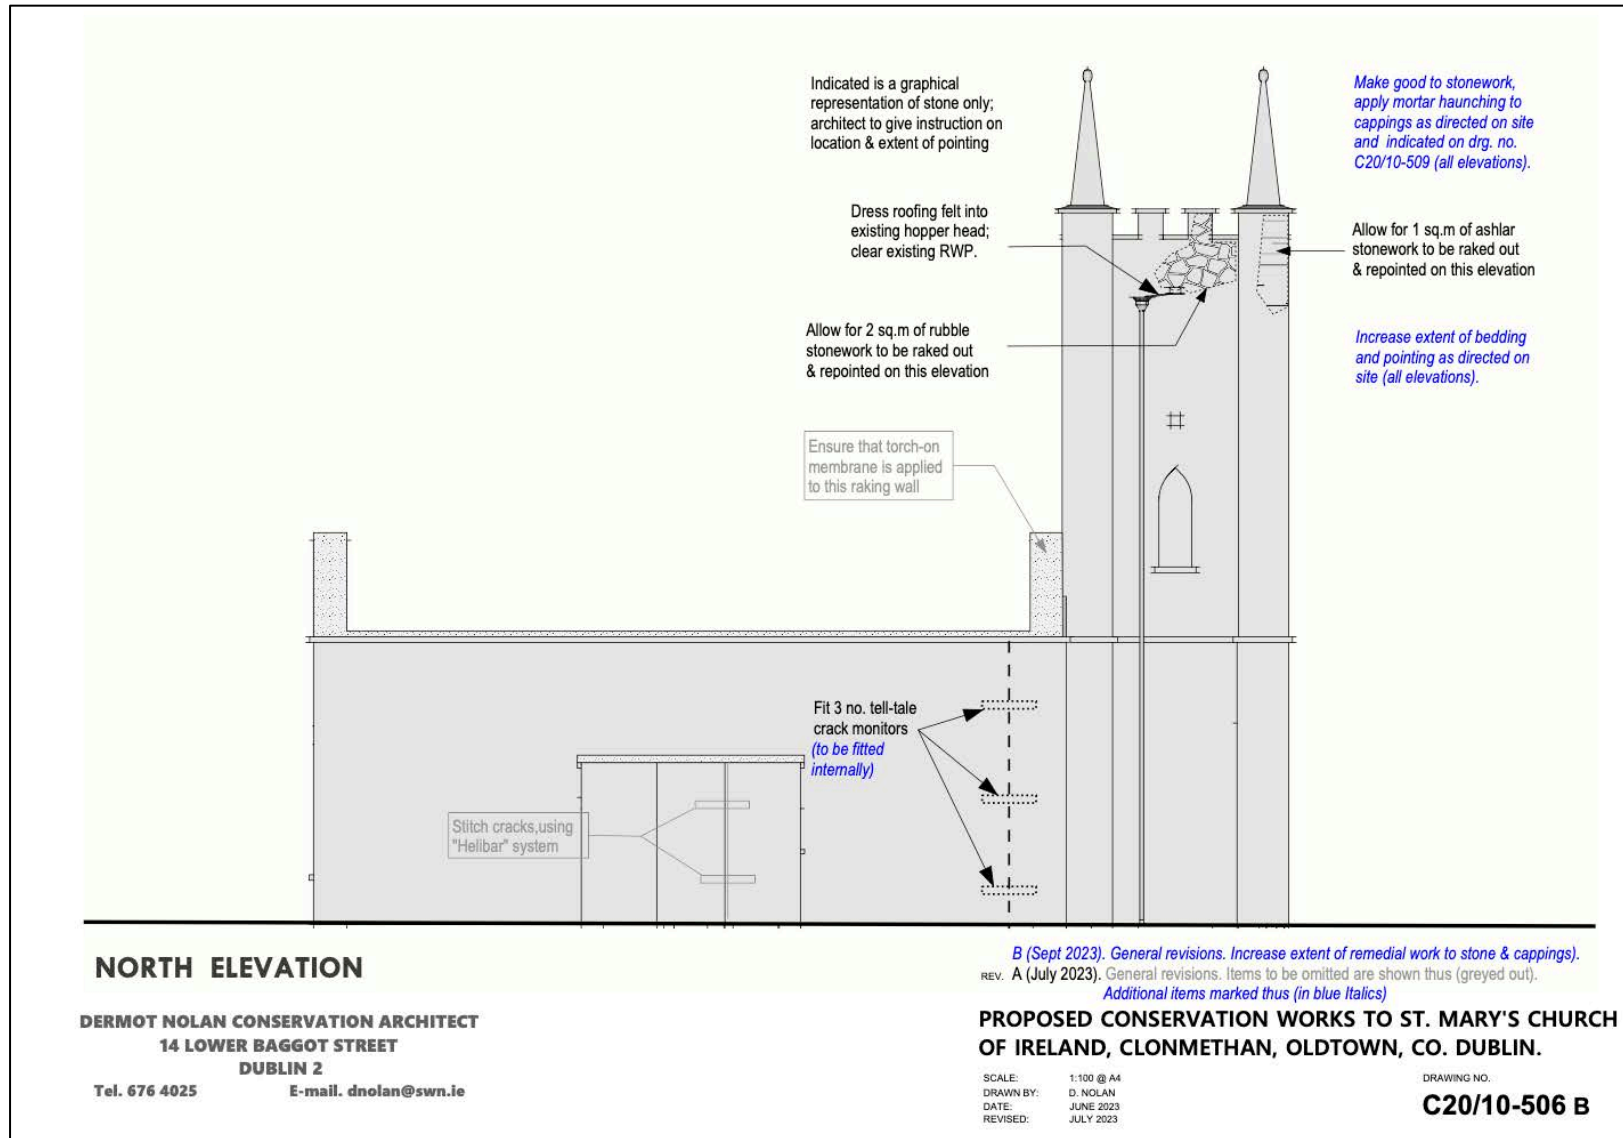 Indicated is a graphical
representation of stone only;
architect to give instruction on
location & extent of pointing
Make good to stonework,
apply mortar haunching to
cappings as directed on site
and indicated on drg. no.
C20/10-509 (all elevations).
Dress roofing felt into
existing hopper head;
clear existing RWP.
Allow for 1 sq.m of ashlar
stonework to be raked out
& repointed on this elevation
Allow for 2 sq.m of rubble
stonework to be raked out
& repointed on this elevation
Increase extent of bedding
and pointing as directed on
site (all elevations).
Ensure that torch-on
membrane is applied
to this raking wall
Fit 3 no. tell-tale
crack monitors
(to be fitted
internally)
Stitch cracks,using
"Helibar" system
NORTH ELEVATION
B (Sept 2023). General revisions. Increase extent of remedial work to stone & cappings).
REV. A (July 2023). General revisions. Items to be omitted are shown thus (greyed out).
Additional items marked thus (in blue Italics)
DERMOT NOLAN CONSERVATION ARCHITECT
14 LOWER BAGGOT STREET
DUBLIN 2
Tel. 676 4025 E-mail. dnolan@swn.ie
PROPOSED CONSERVATION WORKS TO ST. MARY'S CHURCH
OF IRELAND, CLONMETHAN, OLDTOWN, CO. DUBLIN.
SCALE: 1:100 @ A4
DRAWN BY: D. NOLAN
DATE: JUNE 2023
REVISED: JULY 2023
DRAWING NO.
C20/10-506 B